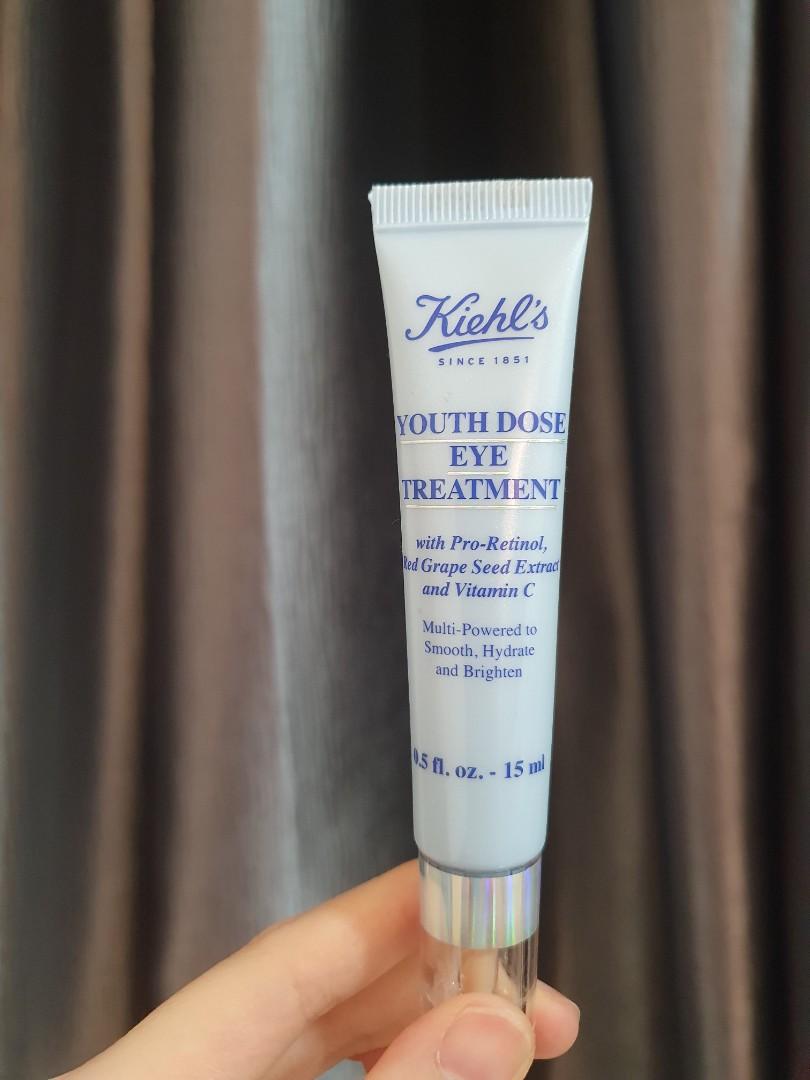 Kiehl's
SINCE 1851
YOUTH DOSE
EYE
TREATMENT
with Pro-Retinol,
Red Grape Seed Extract
and Vitamin C
Multi-Powered to
Smooth, Hydrate
and Brighten
0.5 fl. oz. - 15 ml